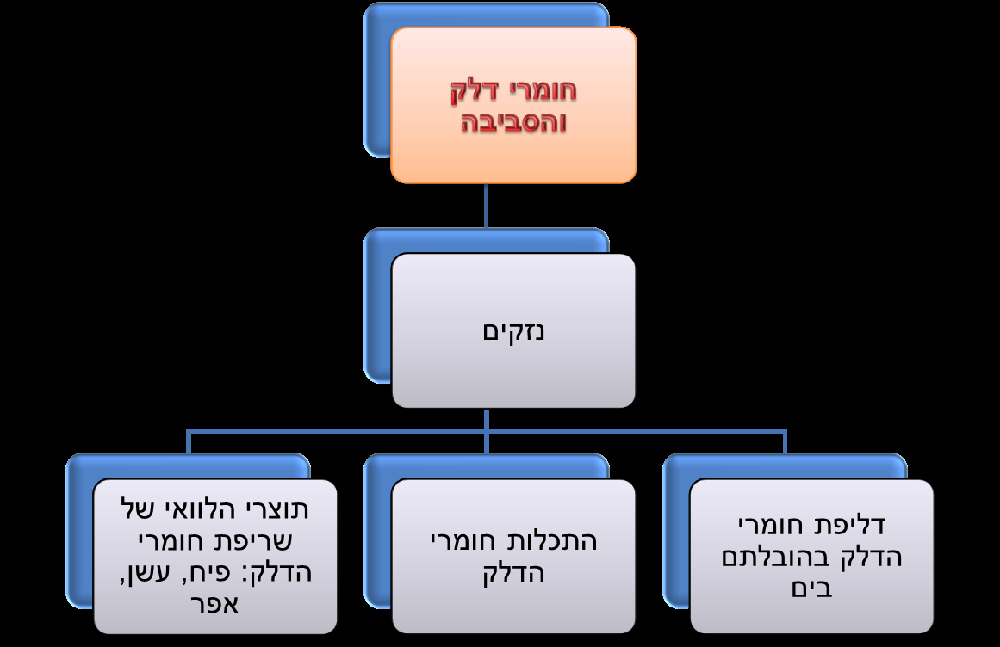 חומרי דלק
והסביבה
נזקים
דליפת חומרי
הדלק בהובלתם
בים
התכלות חומרי
הדלק
תוצרי הלוואי של
שריפת חומרי
הדלק: פיח, עשן,
אפר